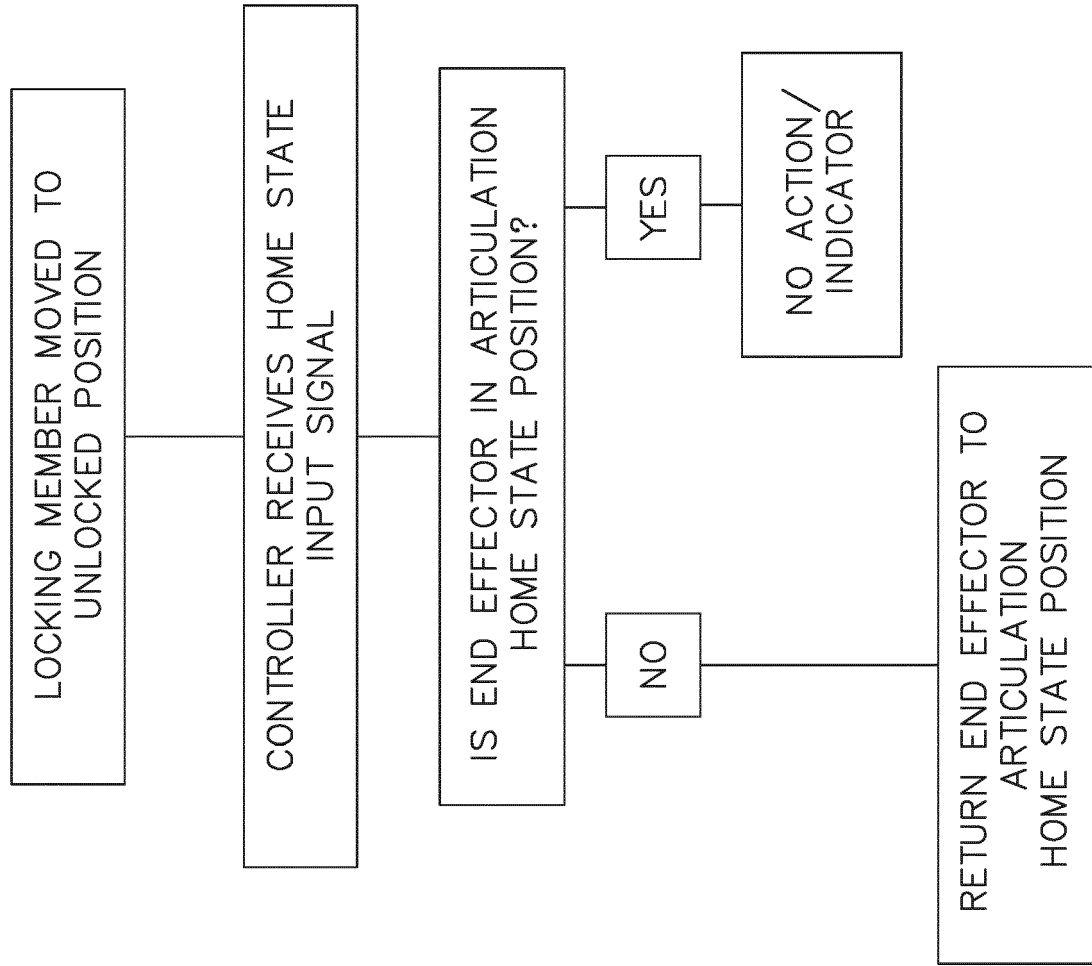 LOCKING MEMBER MOVED TO
UNLOCKED POSITION
CONTROLLER RECEIVES HOME STATE
INPUT SIGNAL
IS END EFFECTOR IN ARTICULATION
HOME STATE POSITION?
NO
YES
NO ACTION/
INDICATOR
RETURN END EFFECTOR TO
ARTICULATION
HOME STATE POSITION